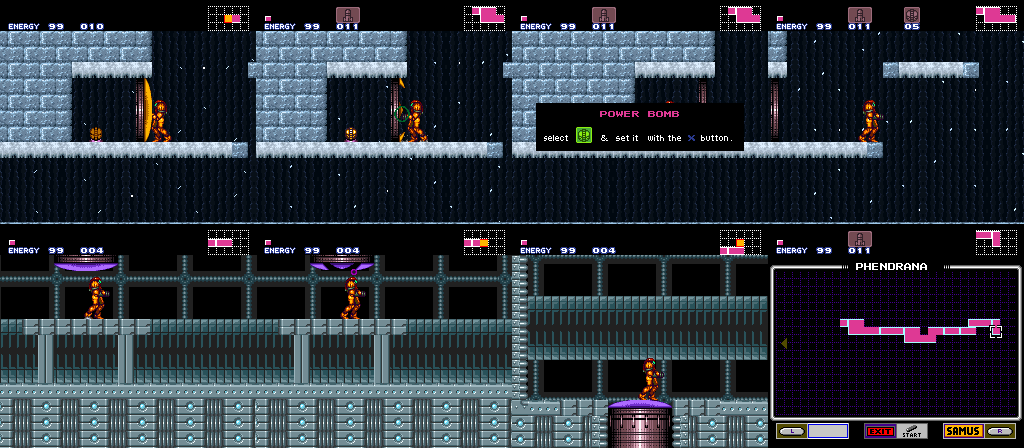 ENERGY 99 010
ENERGY 99 011
ENERGY 99 011
ENERGY 99 011 05
POWER BOMB
select & set it with the X button.
ENERGY 99 004
ENERGY 99 004
ENERGY 99 004
ENERGY 99 011
PHENDRANA
L EXIT START SAMUS R